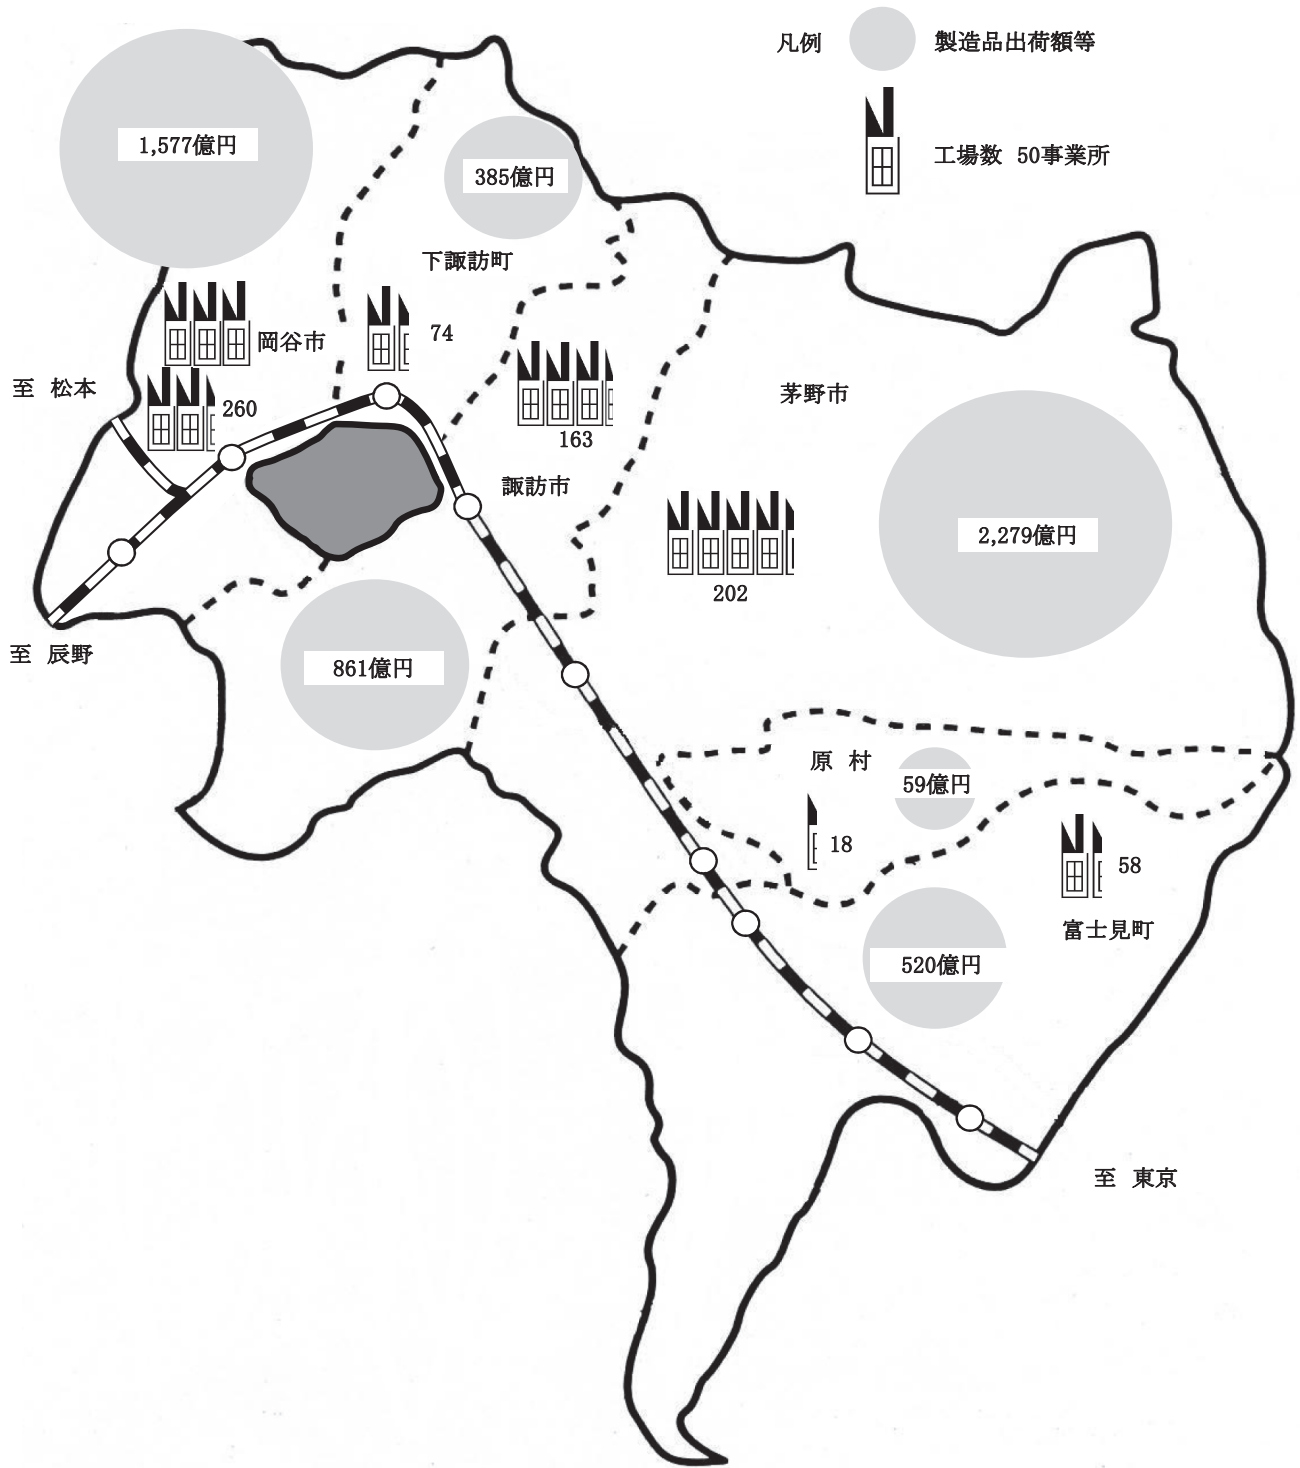 凡例
製造品出荷額等
工場数 50事業所
1,577億円
385億円
下諏訪町
岡谷市
74
至 松本
260
163
茅野市
諏訪市
2,279億円
202
至 辰野
861億円
原 村
59億円
18
58
富士見町
520億円
至 東京